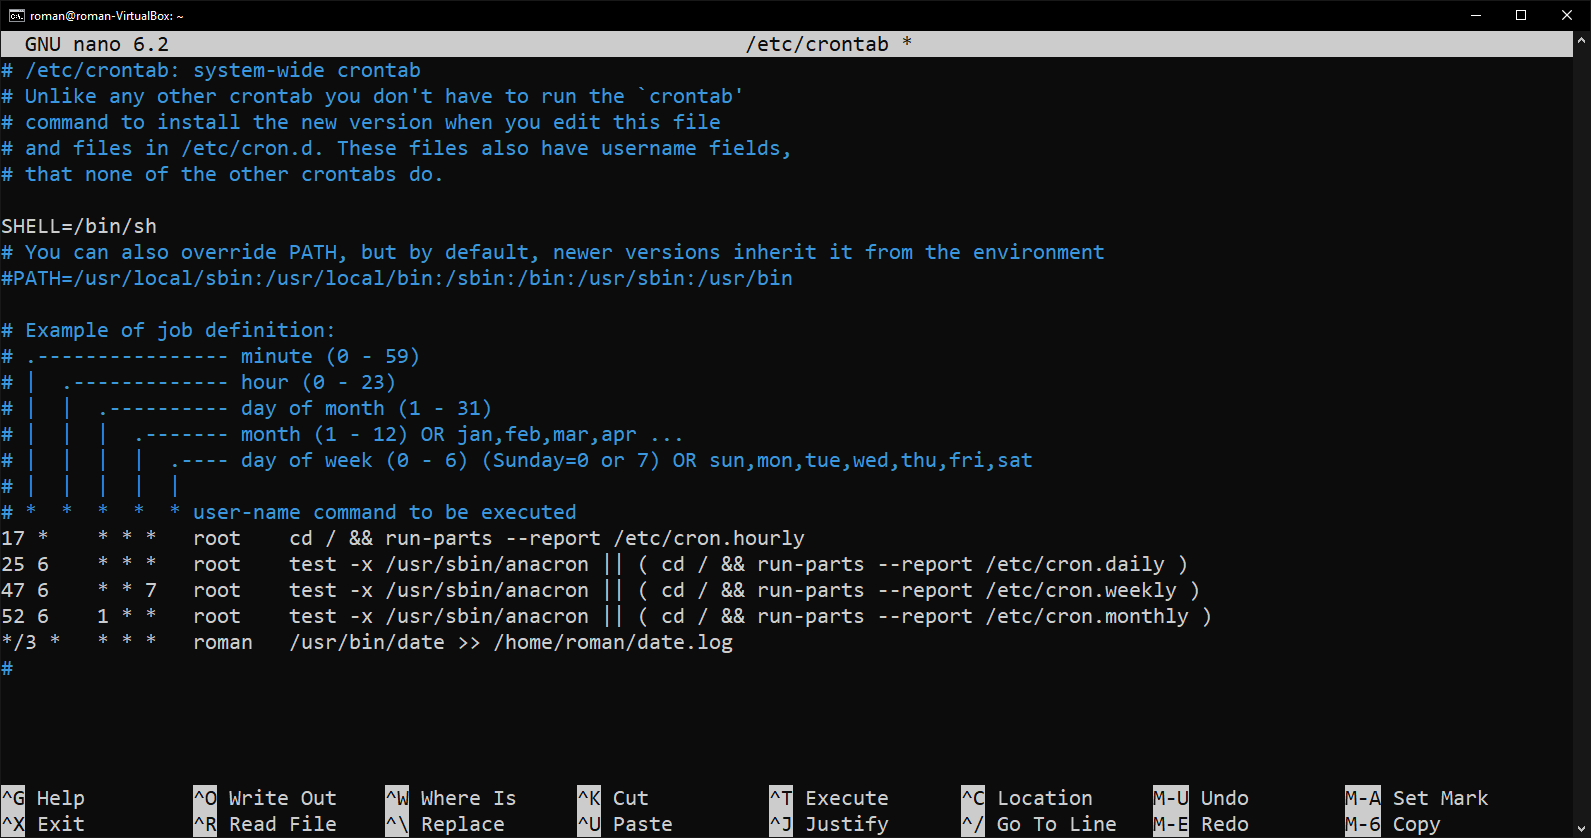 roman@roman-VirtualBox: ~
GNU nano 6.2 /etc/crontab *
# /etc/crontab: system-wide crontab
# Unlike any other crontab you don't have to run the `crontab'
# command to install the new version when you edit this file
# and files in /etc/cron.d. These files also have username fields,
# that none of the other crontabs do.

SHELL=/bin/sh
# You can also override PATH, but by default, newer versions inherit it from the environment
#PATH=/usr/local/sbin:/usr/local/bin:/sbin:/bin:/usr/sbin:/usr/bin

# Example of job definition:
# .---------------- minute (0 - 59)
# |  .------------- hour (0 - 23)
# |  |  .---------- day of month (1 - 31)
# |  |  |  .------- month (1 - 12) OR jan,feb,mar,apr ...
# |  |  |  |  .---- day of week (0 - 6) (Sunday=0 or 7) OR sun,mon,tue,wed,thu,fri,sat
# |  |  |  |  |
# *  *  *  *  * user-name command to be executed
17 *    * * *   root    cd / && run-parts --report /etc/cron.hourly
25 6    * * *   root    test -x /usr/sbin/anacron || ( cd / && run-parts --report /etc/cron.daily )
47 6    * * 7   root    test -x /usr/sbin/anacron || ( cd / && run-parts --report /etc/cron.weekly )
52 6    1 * *   root    test -x /usr/sbin/anacron || ( cd / && run-parts --report /etc/cron.monthly )
*/3 *   * * *   roman   /usr/bin/date >> /home/roman/date.log
#

^G Help ^O Write Out ^W Where Is ^K Cut ^T Execute ^C Location M-U Undo M-A Set Mark
^X Exit ^R Read File ^\ Replace ^U Paste ^J Justify ^/ Go To Line M-E Redo M-6 Copy